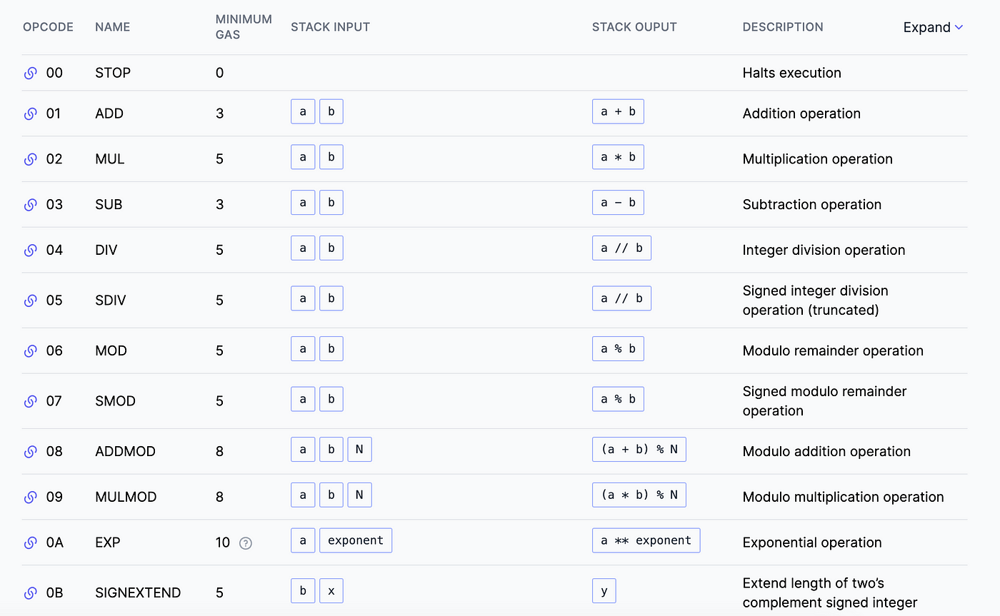 OPCODE NAME MINIMUM GAS STACK INPUT STACK OUPUT DESCRIPTION Expand
00 STOP 0 Halts execution
01 ADD 3 a b a + b Addition operation
02 MUL 5 a b a * b Multiplication operation
03 SUB 3 a b a − b Subtraction operation
04 DIV 5 a b a // b Integer division operation
05 SDIV 5 a b a // b Signed integer division
operation (truncated)
06 MOD 5 a b a % b Modulo remainder operation
07 SMOD 5 a b a % b Signed modulo remainder
operation
08 ADDMOD 8 a b N (a + b) % N Modulo addition operation
09 MULMOD 8 a b N (a * b) % N Modulo multiplication operation
0A EXP 10 ? a exponent a ** exponent Exponential operation
0B SIGNEXTEND 5 b x y Extend length of two’s
complement signed integer